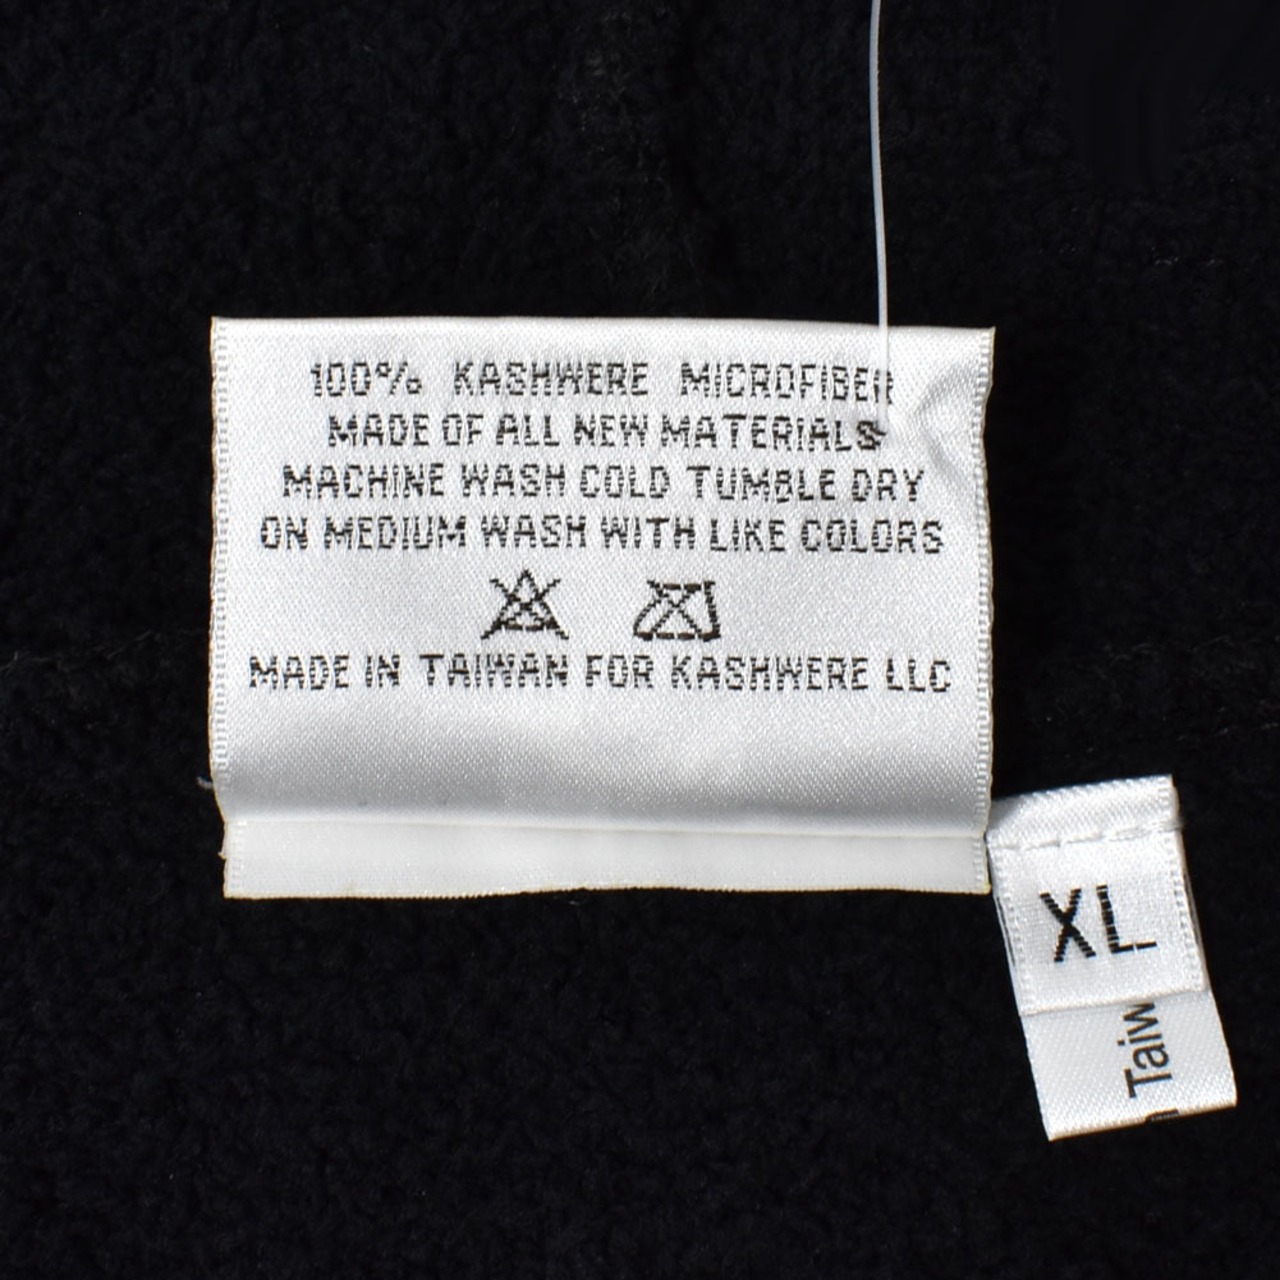 100% KASHWERE MICROFIBER
MADE OF ALL NEW MATERIALS
MACHINE WASH COLD TUMBLE DRY
ON MEDIUM WASH WITH LIKE COLORS
MADE IN TAIWAN FOR KASHWERE LLC
XL
Taiw